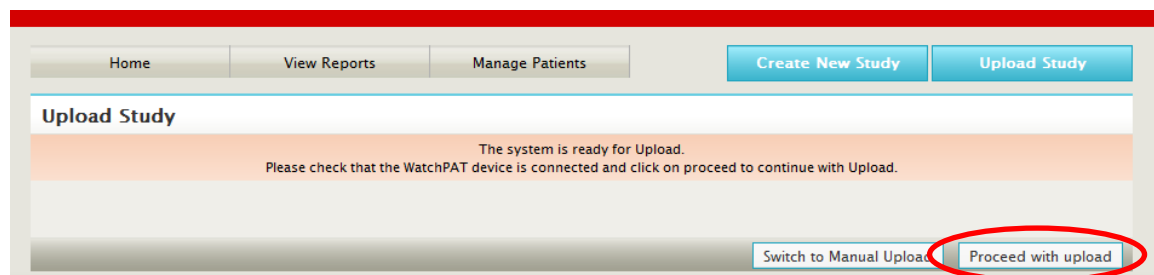 Home View Reports Manage Patients Create New Study Upload Study
Upload Study
The system is ready for Upload.
Please check that the WatchPAT device is connected and click on proceed to continue with Upload.
Switch to Manual Upload Proceed with upload